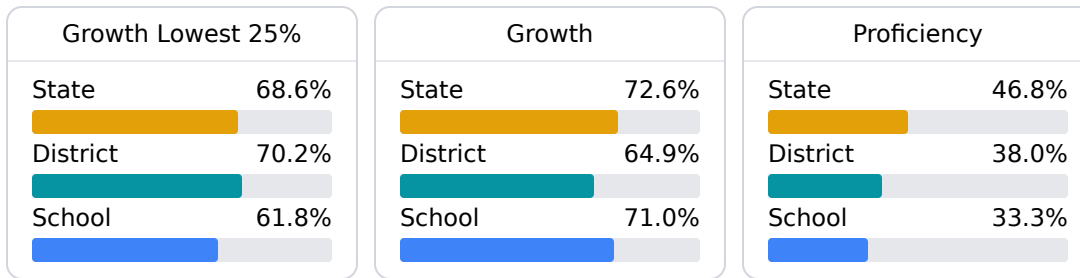 Growth Lowest 25%
State 68.6%
District 70.2%
School 61.8%
Growth
State 72.6%
District 64.9%
School 71.0%
Proficiency
State 46.8%
District 38.0%
School 33.3%